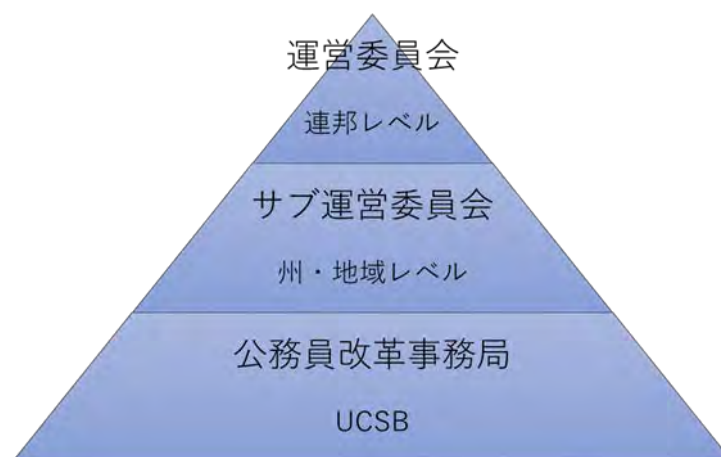 運営委員会
連邦レベル
サブ運営委員会
州・地域レベル
公務員改革事務局
UCSB